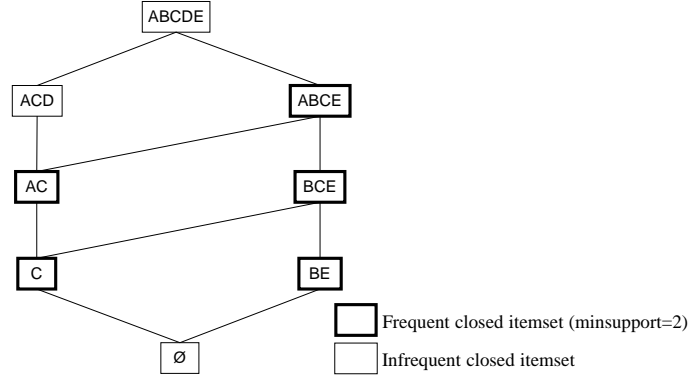 ABCDE
ACD
ABCE
AC
BCE
C
BE
Ø
Frequent closed itemset (minsupport=2)
Infrequent closed itemset